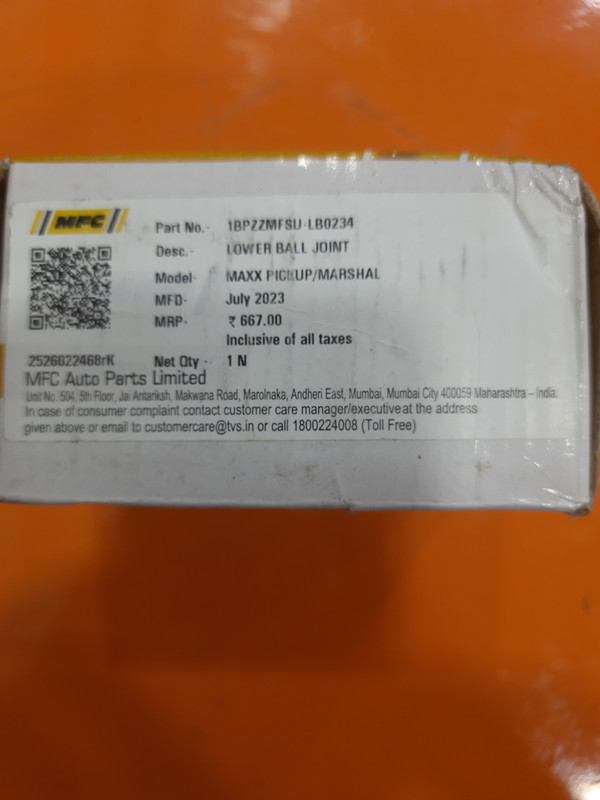 MFC
Part No.- 1BPZZMFSU-LB0234
Desc.- LOWER BALL JOINT
Model- MAXX PICKUP/MARSHAL
MFD- July 2023
MRP- ₹ 667.00
Inclusive of all taxes
2526022468rK Net Qty - 1 N
MFC Auto Parts Limited
Unit No. 504, 5th Floor, Jai Antariksh, Makwana Road, Marolnaka, Andheri East, Mumbai, Mumbai City 400059 Maharashtra – India.
In case of consumer complaint contact customer care manager/executive at the address
given above or email to customercare@tvs.in or call 1800224008 (Toll Free)